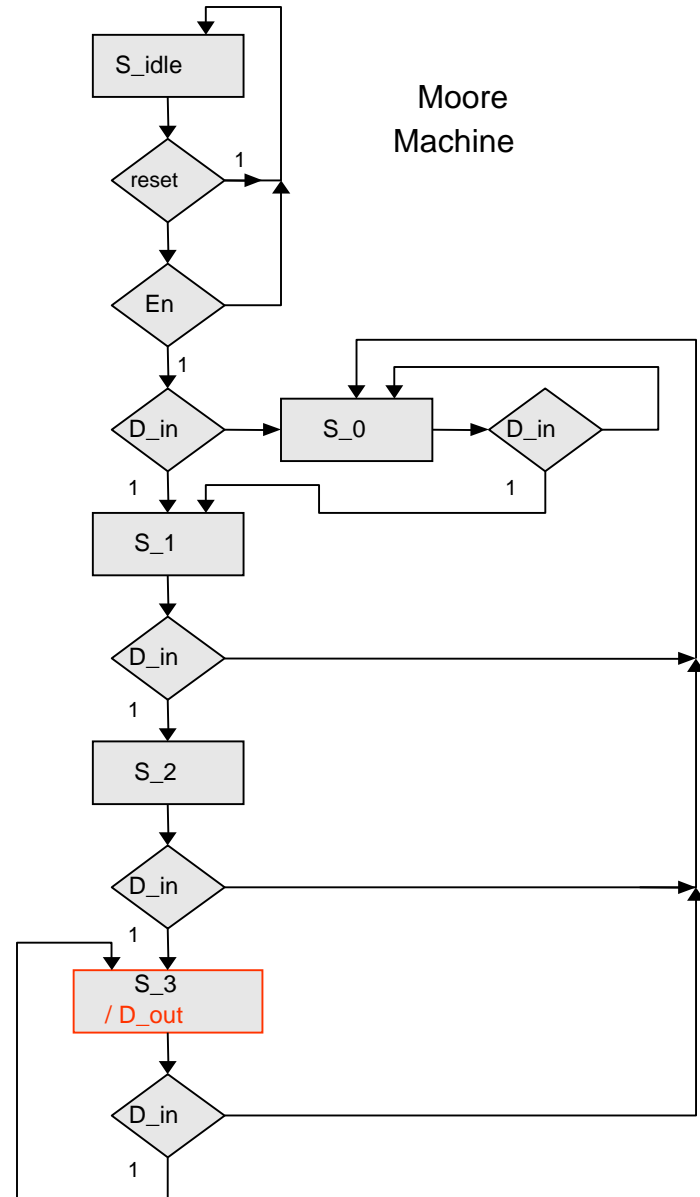 S_idle
Moore
Machine
1
reset
En
1
D_in
S_0
D_in
1
1
S_1
D_in
1
S_2
D_in
1
S_3
/ D_out
D_in
1